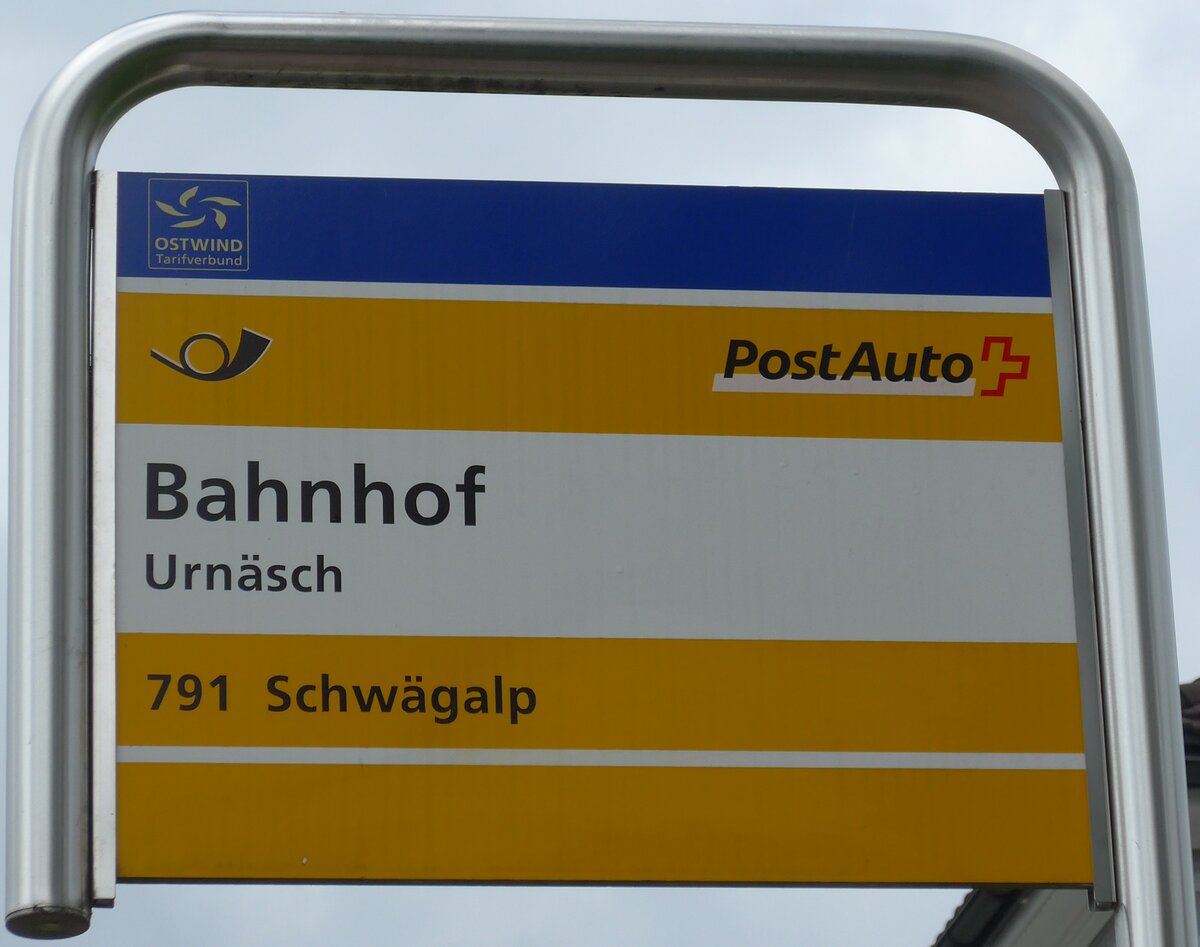 OSTWIND
Tarifverbund
PostAuto
Bahnhof
Urnäsch
791 Schwägalp